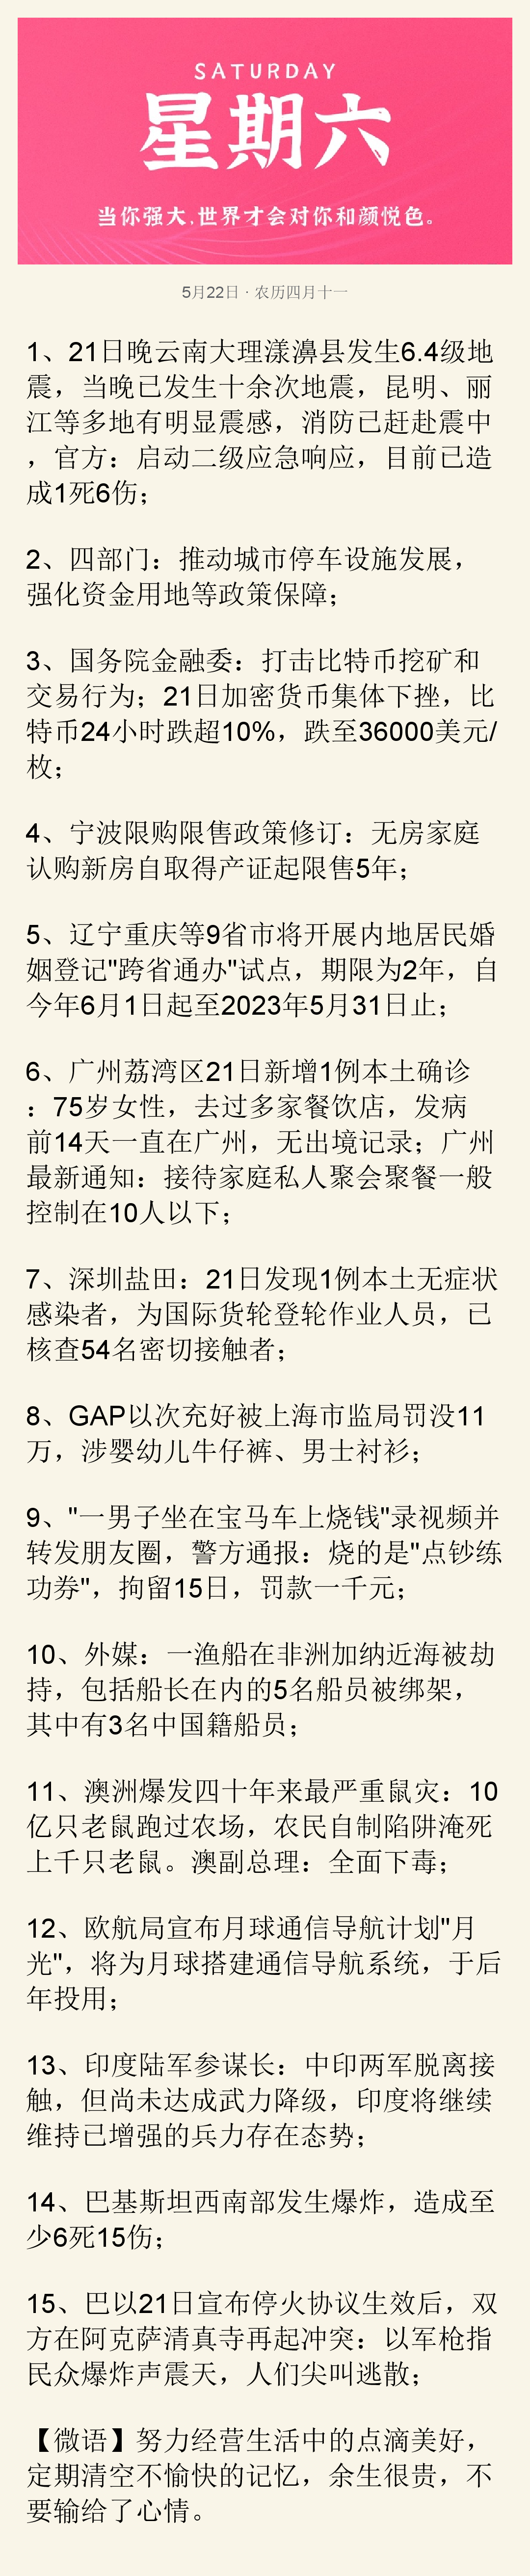 SATURDAY
星期六
当你强大,世界才会对你和颜悦色。
5月22日 · 农历四月十一
1、21日晚云南大理漾濞县发生6.4级地
震，当晚已发生十余次地震，昆明、丽
江等多地有明显震感，消防已赶赴震中
，官方：启动二级应急响应，目前已造
成1死6伤；
2、四部门：推动城市停车设施发展，
强化资金用地等政策保障；
3、国务院金融委：打击比特币挖矿和
交易行为；21日加密货币集体下挫，比
特币24小时跌超10%，跌至36000美元/
枚；
4、宁波限购限售政策修订：无房家庭
认购新房自取得产证起限售5年；
5、辽宁重庆等9省市将开展内地居民婚
姻登记"跨省通办"试点，期限为2年，自
今年6月1日起至2023年5月31日止；
6、广州荔湾区21日新增1例本土确诊
：75岁女性，去过多家餐饮店，发病
前14天一直在广州，无出境记录；广州
最新通知：接待家庭私人聚会聚餐一般
控制在10人以下；
7、深圳盐田：21日发现1例本土无症状
感染者，为国际货轮登轮作业人员，已
核查54名密切接触者；
8、GAP以次充好被上海市监局罚没11
万，涉婴幼儿牛仔裤、男士衬衫；
9、"一男子坐在宝马车上烧钱"录视频并
转发朋友圈，警方通报：烧的是"点钞练
功券"，拘留15日，罚款一千元；
10、外媒：一渔船在非洲加纳近海被劫
持，包括船长在内的5名船员被绑架，
其中有3名中国籍船员；
11、澳洲爆发四十年来最严重鼠灾：10
亿只老鼠跑过农场，农民自制陷阱淹死
上千只老鼠。澳副总理：全面下毒；
12、欧航局宣布月球通信导航计划"月
光"，将为月球搭建通信导航系统，于后
年投用；
13、印度陆军参谋长：中印两军脱离接
触，但尚未达成武力降级，印度将继续
维持已增强的兵力存在态势；
14、巴基斯坦西南部发生爆炸，造成至
少6死15伤；
15、巴以21日宣布停火协议生效后，双
方在阿克萨清真寺再起冲突：以军枪指
民众爆炸声震天，人们尖叫逃散；
【微语】努力经营生活中的点滴美好，
定期清空不愉快的记忆，余生很贵，不
要输给了心情。